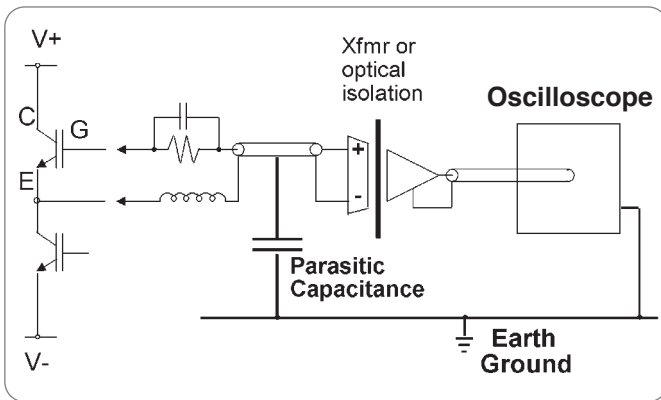 V+
Xfmr or
optical
isolation
Oscilloscope
C
G
E
+
-
Parasitic
Capacitance
Earth
Ground
V-